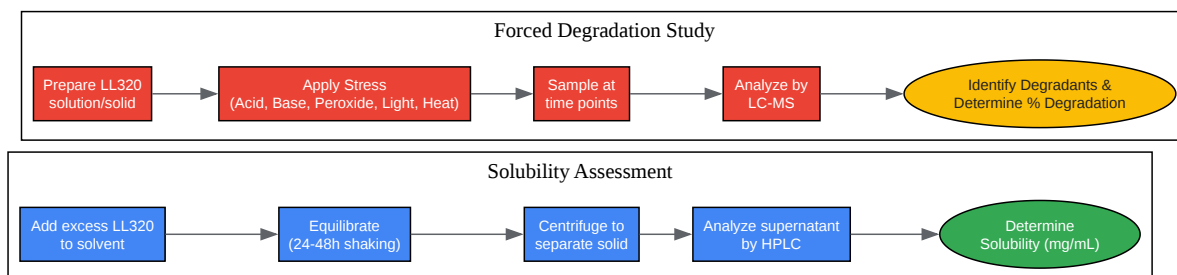 Forced Degradation Study
Prepare LL320
solution/solid
Apply Stress
(Acid, Base, Peroxide, Light, Heat)
Sample at
time points
Analyze by
LC-MS
Identify Degradants &
Determine % Degradation
Solubility Assessment
Add excess LL320
to solvent
Equilibrate
(24-48h shaking)
Centrifuge to
separate solid
Analyze supernatant
by HPLC
Determine
Solubility (mg/mL)